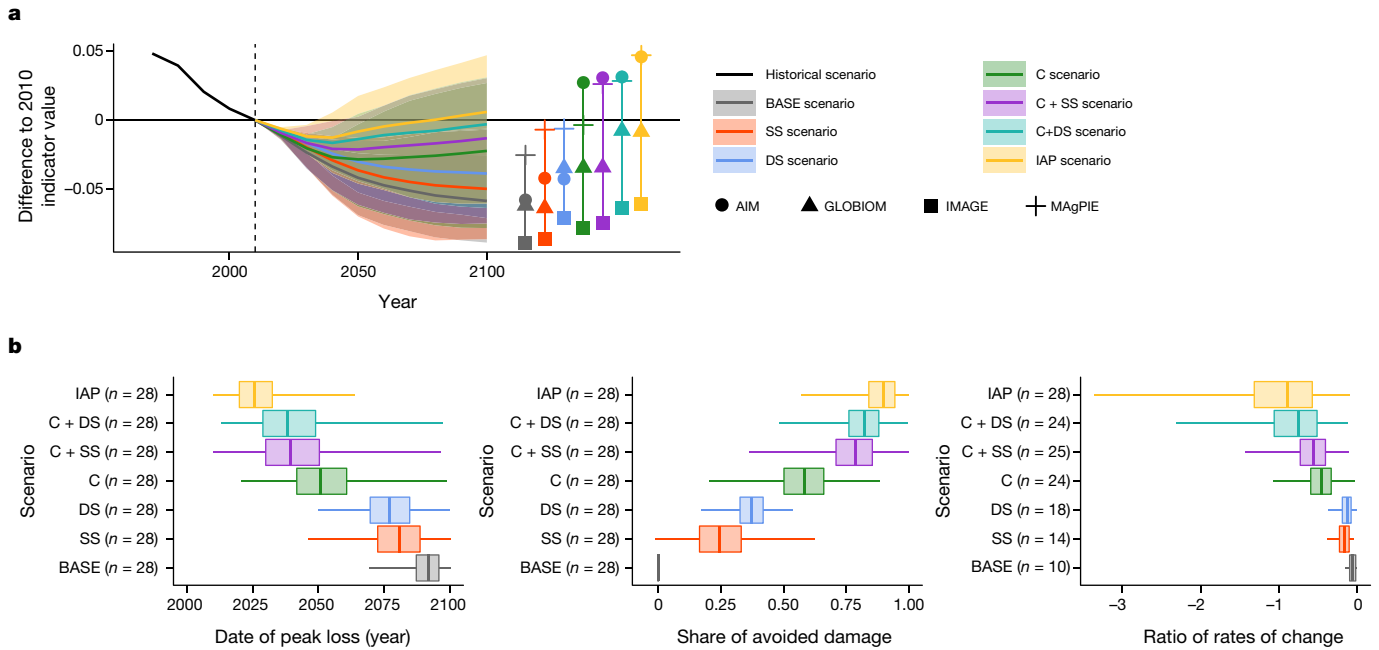 a
Difference to 2010
indicator value
0.05
0
−0.05
2000
2050
2100
Year
Historical scenario
BASE scenario
SS scenario
DS scenario
C scenario
C + SS scenario
C+DS scenario
IAP scenario
AIM
GLOBIOM
IMAGE
MAgPIE
b
Scenario
IAP (n = 28)
C + DS (n = 28)
C + SS (n = 28)
C (n = 28)
DS (n = 28)
SS (n = 28)
BASE (n = 28)
2000
2025
2050
2075
2100
Date of peak loss (year)
Scenario
IAP (n = 28)
C + DS (n = 28)
C + SS (n = 28)
C (n = 28)
DS (n = 28)
SS (n = 28)
BASE (n = 28)
0
0.25
0.50
0.75
1.00
Share of avoided damage
Scenario
IAP (n = 28)
C + DS (n = 24)
C + SS (n = 25)
C (n = 24)
DS (n = 18)
SS (n = 14)
BASE (n = 10)
−3
−2
−1
0
Ratio of rates of change